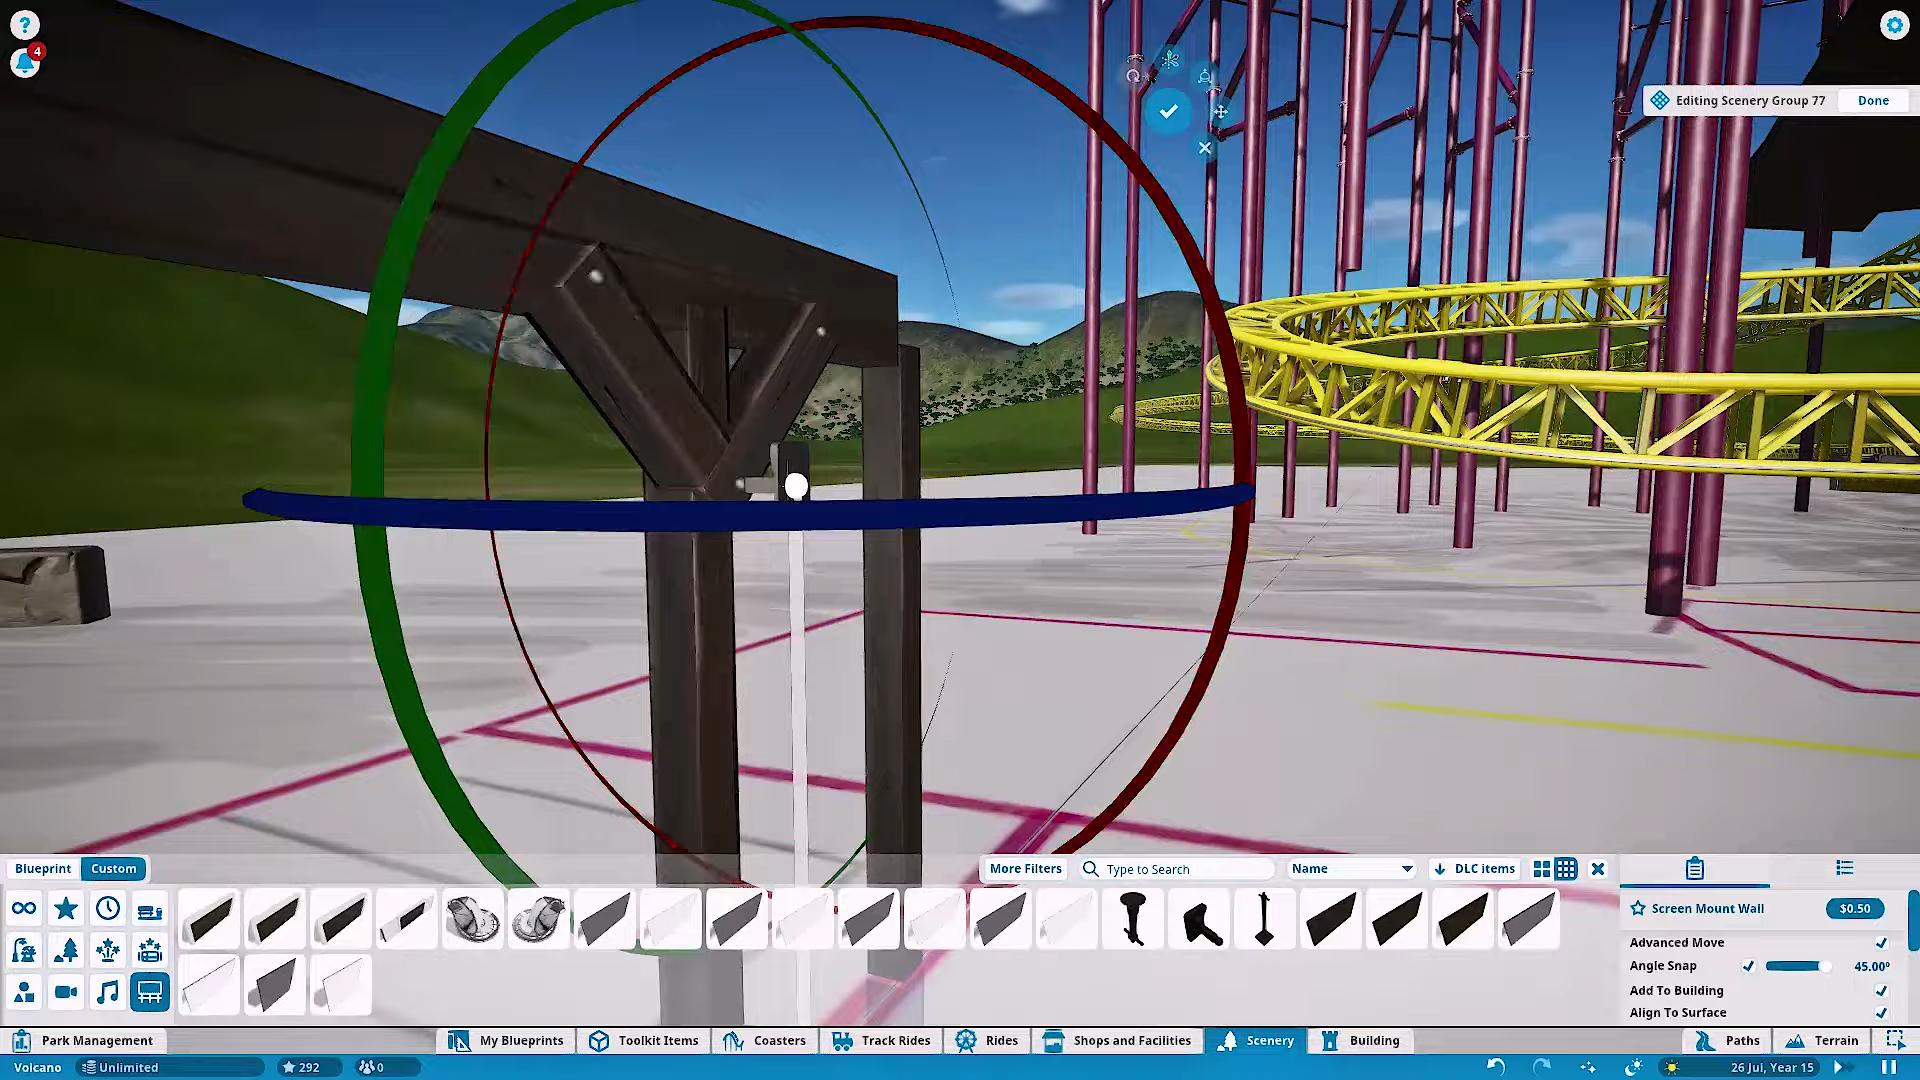 ?
4
Editing Scenery Group 77
Done
Blueprint
Custom
More Filters
Type to Search
Name
DLC items
Screen Mount Wall
$0.50
Advanced Move
Angle Snap
45.00º
Add To Building
Align To Surface
Park Management
My Blueprints
Toolkit Items
Coasters
Track Rides
Rides
Shops and Facilities
Scenery
Building
Paths
Terrain
Volcano
Unlimited
292
0
26 Jul, Year 15